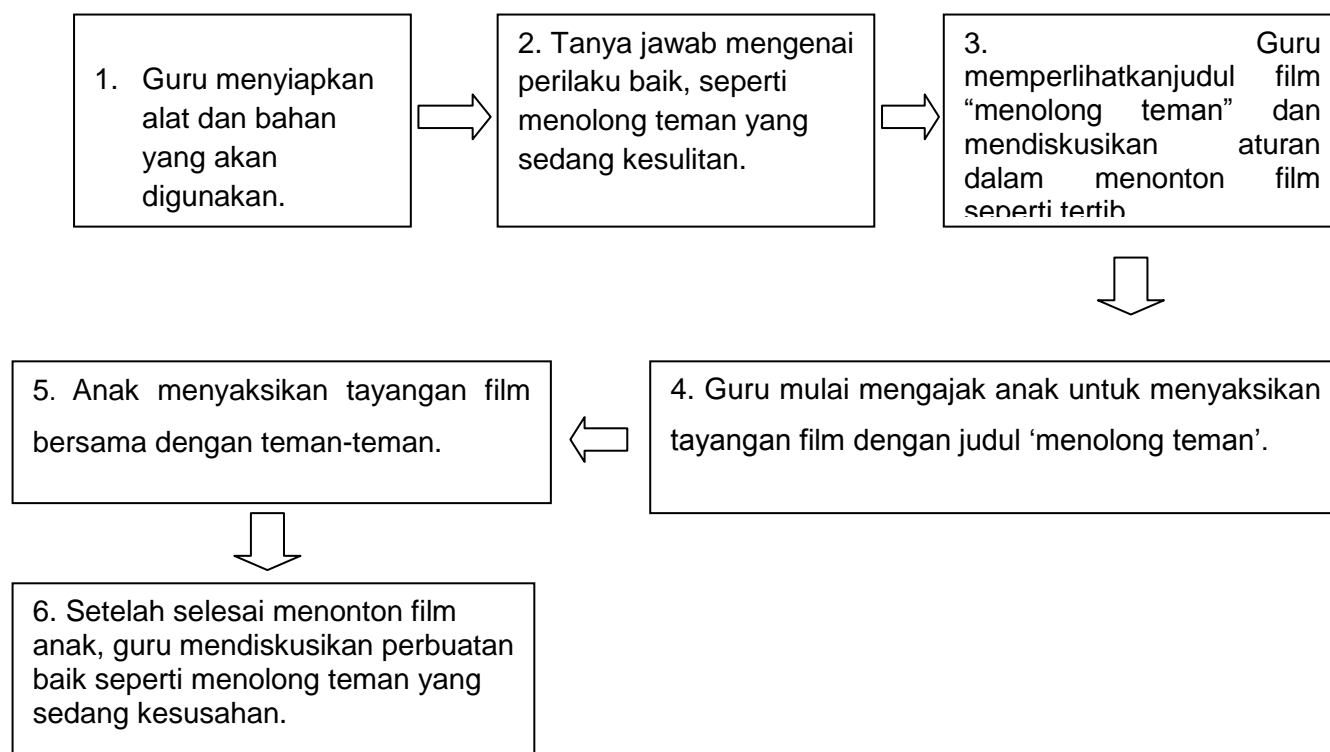 1. Guru menyiapkan
alat dan bahan
yang akan
digunakan.
2. Tanya jawab mengenai
perilaku baik, seperti
menolong teman yang
sedang kesulitan.
3. Guru
memperlihatkanjudul film
“menolong teman” dan
mendiskusikan aturan
dalam menonton film
seperti tertib
4. Guru mulai mengajak anak untuk menyaksikan
tayangan film dengan judul ‘menolong teman’.
5. Anak menyaksikan tayangan film
bersama dengan teman-teman.
6. Setelah selesai menonton film
anak, guru mendiskusikan perbuatan
baik seperti menolong teman yang
sedang kesusahan.